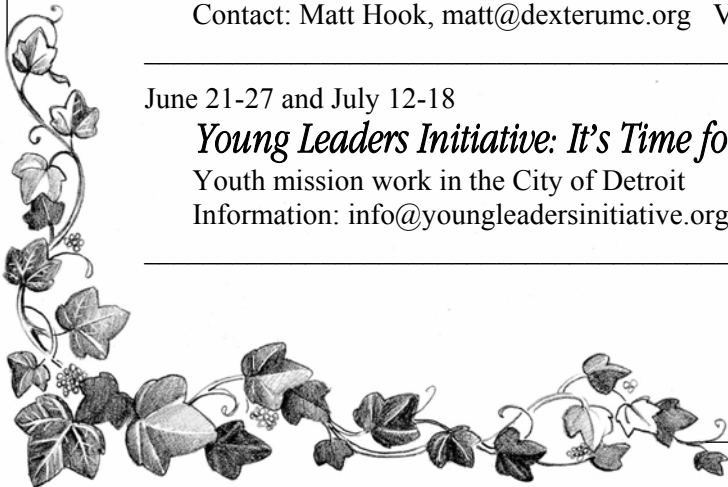 Contact: Matt Hook, matt@dexterumc.org
June 21-27 and July 12-18
Young Leaders Initiative: It's Time
Youth mission work in the City of Detroit
Information: info@youngleadersinitiative.org